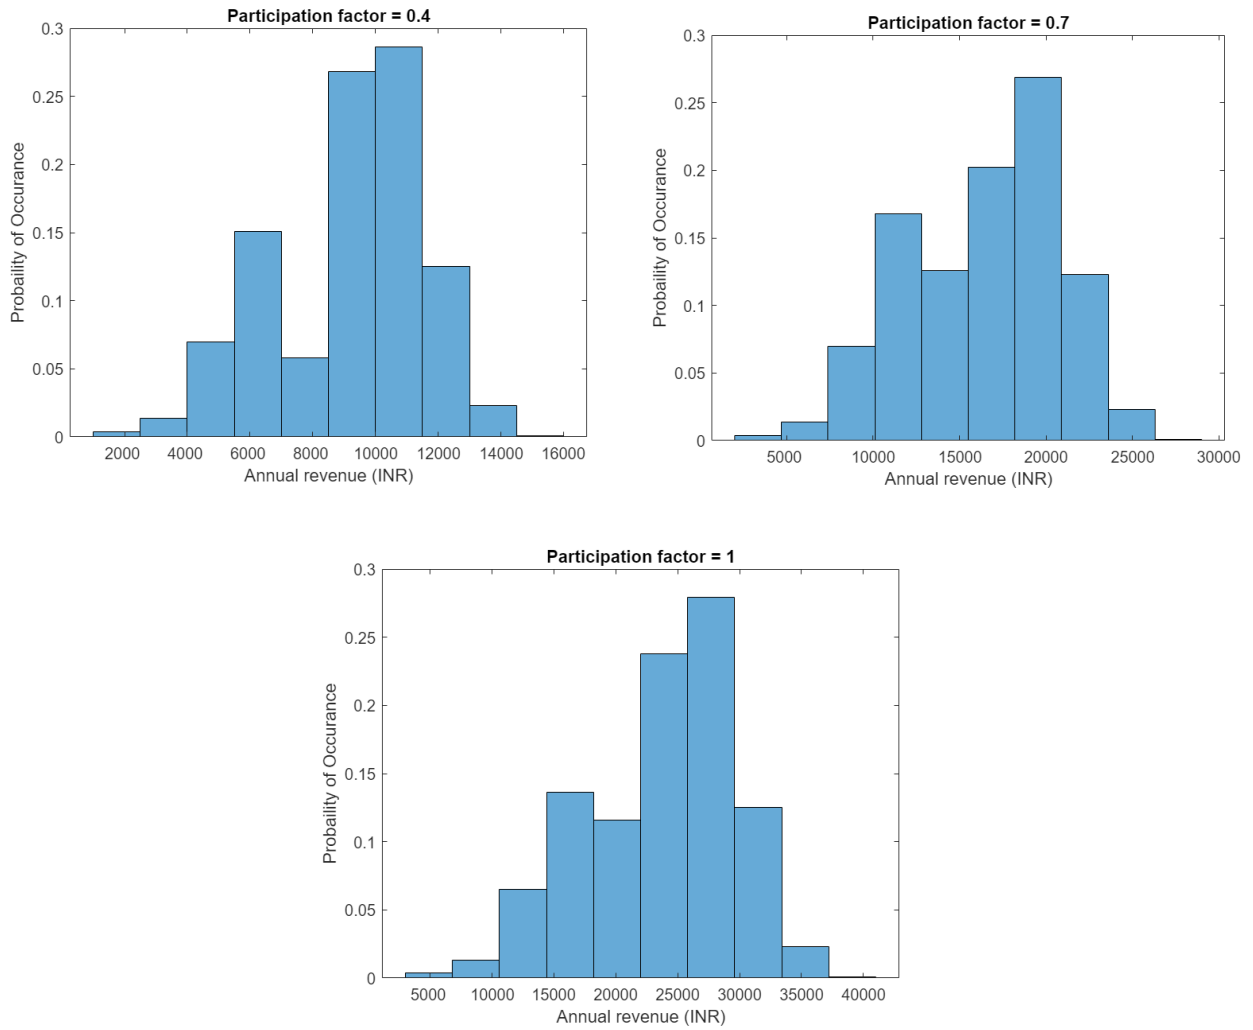 Participation factor = 0.4
0.3
0.25
0.2
0.15
0.1
0.05
0
Probaility of Occurance
2000 4000 6000 8000 10000 12000 14000 16000
Annual revenue (INR)
Participation factor = 0.7
0.3
0.25
0.2
0.15
0.1
0.05
0
Probaility of Occurance
5000 10000 15000 20000 25000 30000
Annual revenue (INR)
Participation factor = 1
0.3
0.25
0.2
0.15
0.1
0.05
0
Probaility of Occurance
5000 10000 15000 20000 25000 30000 35000 40000
Annual revenue (INR)